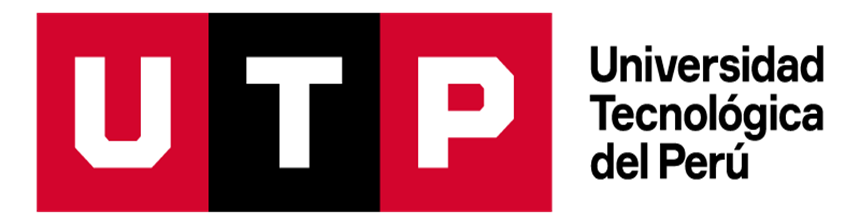 UTP
Universidad
Tecnológica
del Perú